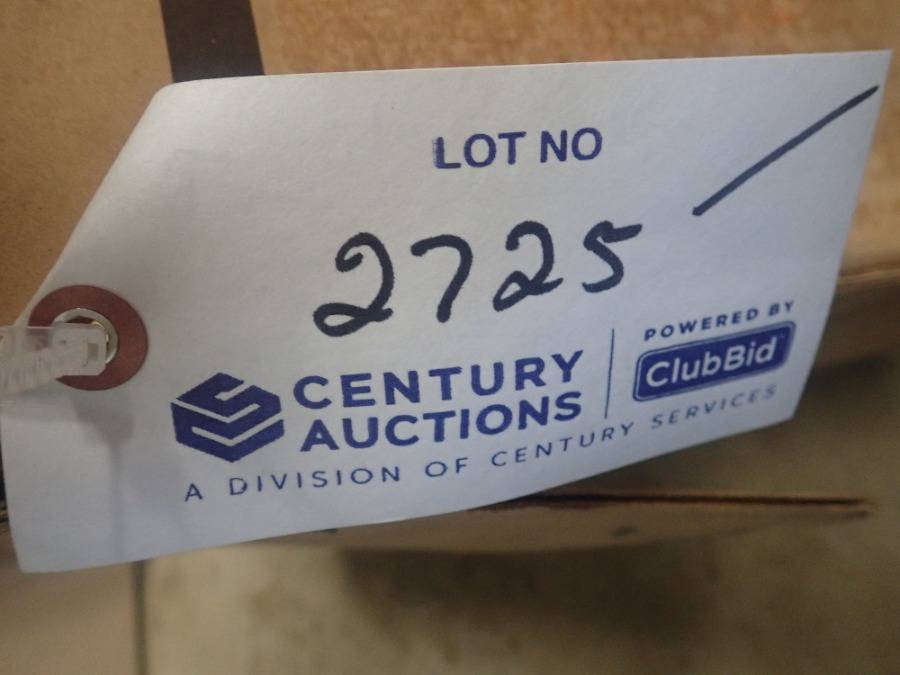 LOT NO
2725
CENTURY
AUCTIONS
A DIVISION OF CENTURY SERVICES
POWERED BY
ClubBid